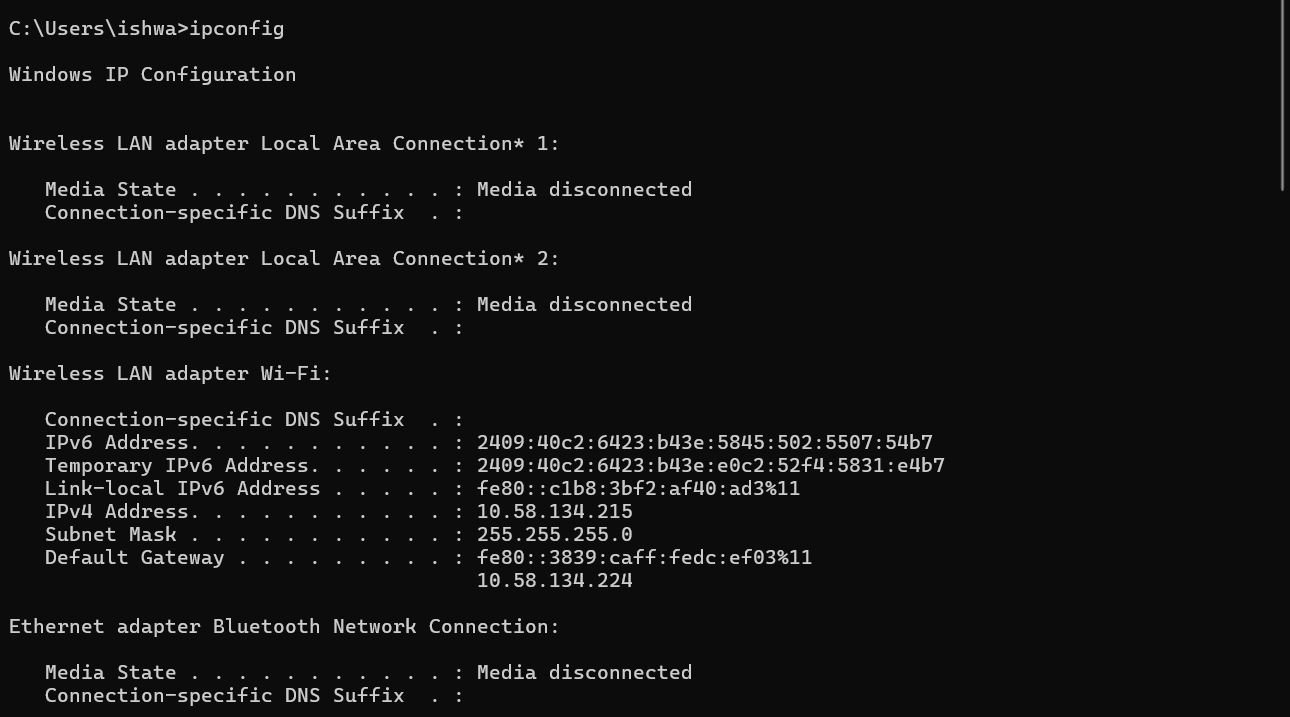 C:\Users\ishwa>ipconfig
Windows IP Configuration
Wireless LAN adapter Local Area Connection* 1:
Media State . . . . . . . . . . . : Media disconnected
Connection-specific DNS Suffix  . :
Wireless LAN adapter Local Area Connection* 2:
Media State . . . . . . . . . . . : Media disconnected
Connection-specific DNS Suffix  . :
Wireless LAN adapter Wi-Fi:
Connection-specific DNS Suffix  . :
IPv6 Address. . . . . . . . . . . : 2409:40c2:6423:b43e:5845:502:5507:54b7
Temporary IPv6 Address. . . . . . : 2409:40c2:6423:b43e:e0c2:52f4:5831:e4b7
Link-local IPv6 Address . . . . . : fe80::c1b8:3bf2:af40:ad3%11
IPv4 Address. . . . . . . . . . . : 10.58.134.215
Subnet Mask . . . . . . . . . . . : 255.255.255.0
Default Gateway . . . . . . . . . : fe80::3839:caff:fedc:ef03%11
10.58.134.224
Ethernet adapter Bluetooth Network Connection:
Media State . . . . . . . . . . . : Media disconnected
Connection-specific DNS Suffix  . :